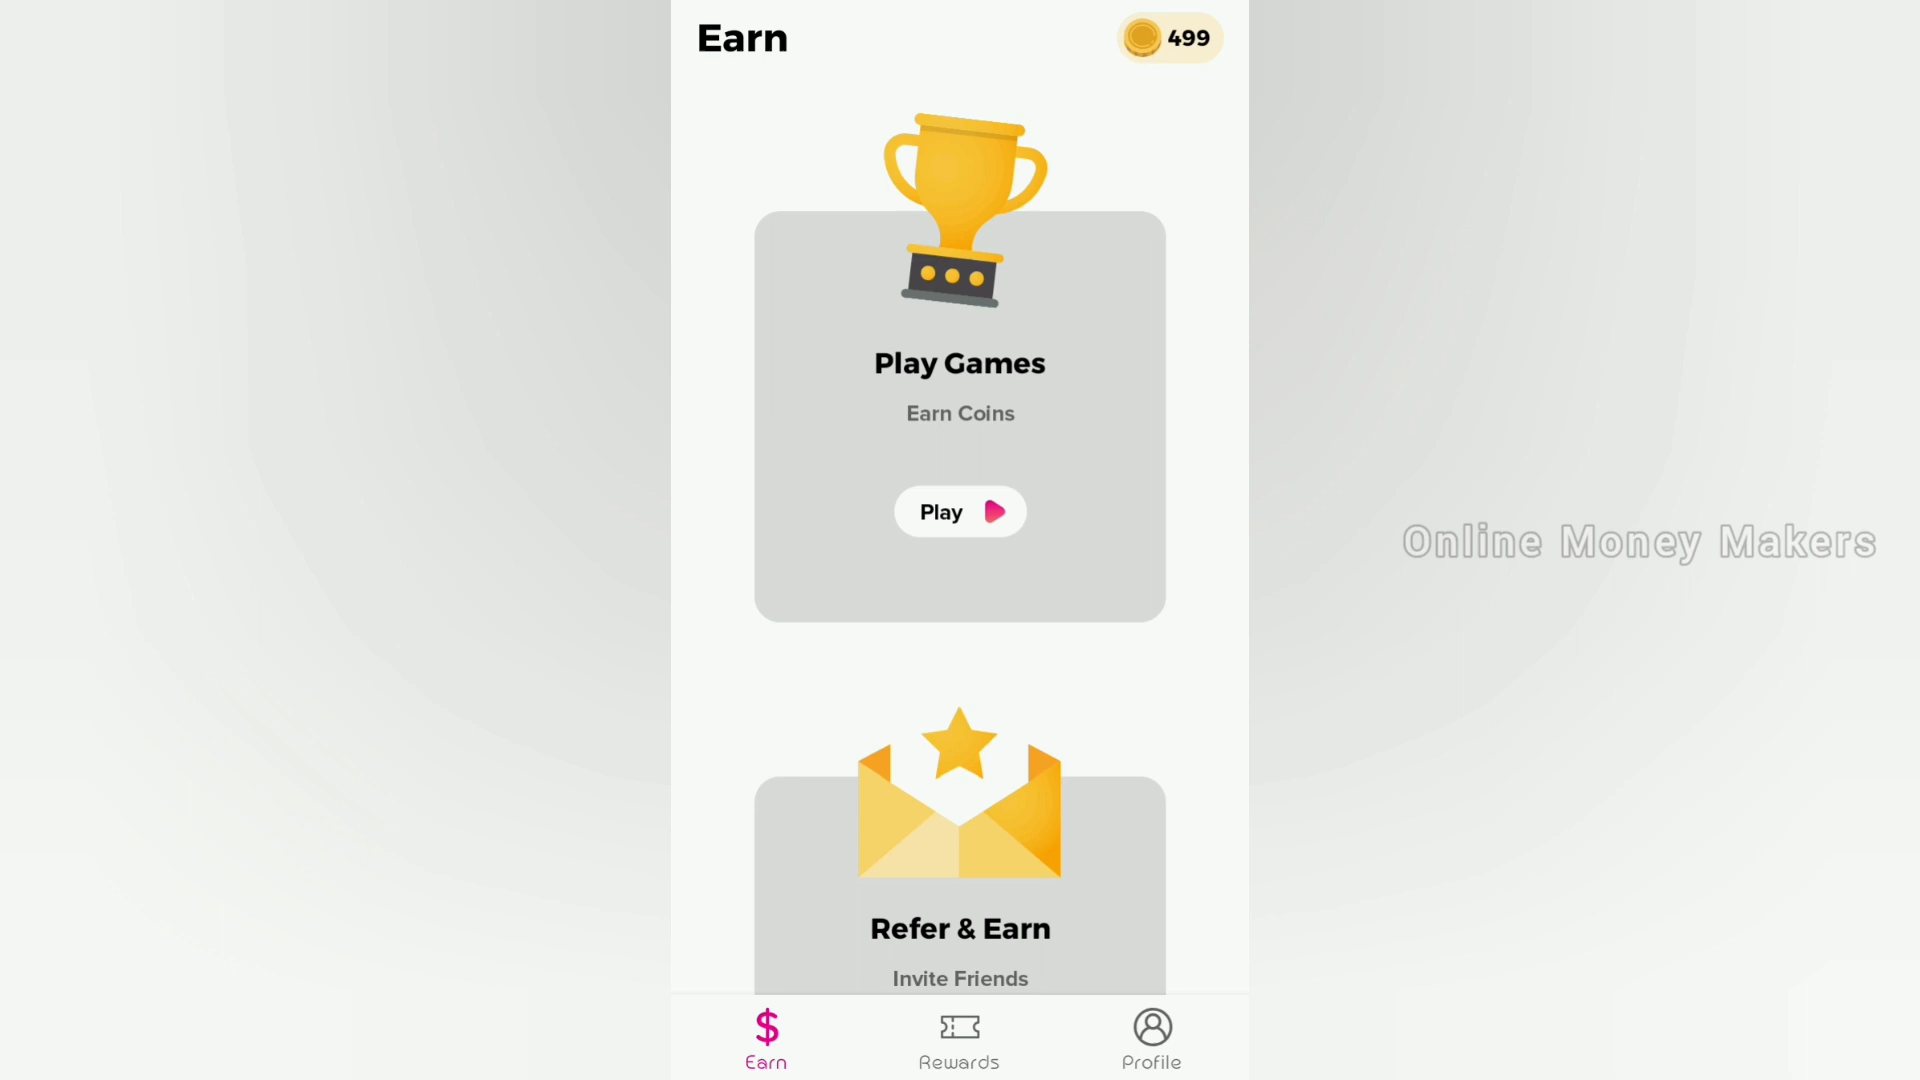 Earn
499
Play Games
Earn Coins
Play
Online Money Makers
Refer & Earn
Invite Friends
Earn
Rewards
Profile